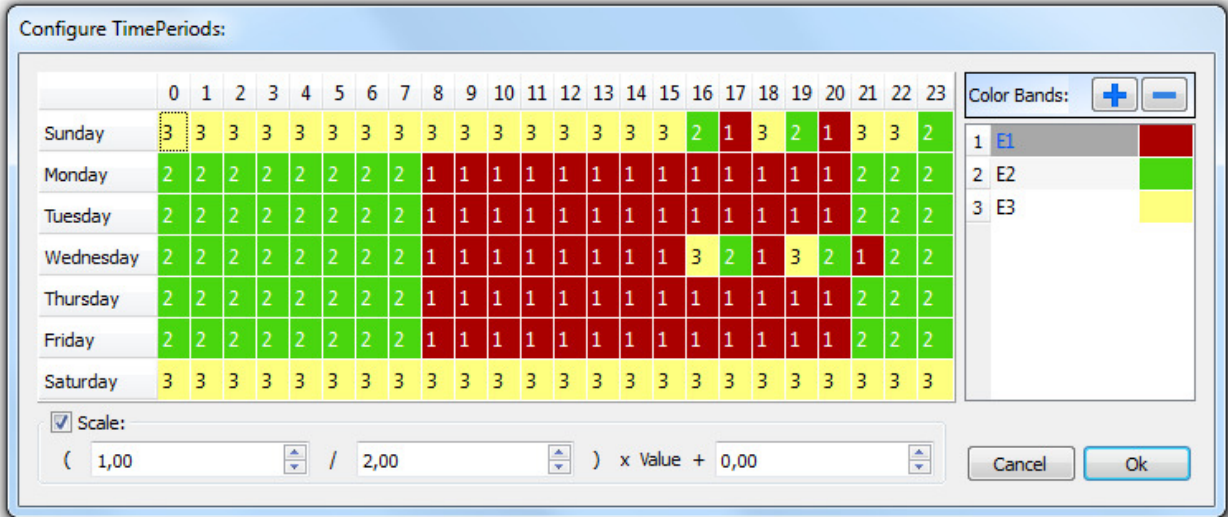 Configure TimePeriods:
0 1 2 3 4 5 6 7 8 9 10 11 12 13 14 15 16 17 18 19 20 21 22 23
Sunday 3 3 3 3 3 3 3 3 3 3 3 3 3 3 3 3 2 1 3 2 1 3 3 2
Monday 2 2 2 2 2 2 2 2 1 1 1 1 1 1 1 1 1 1 1 1 1 2 2 2
Tuesday 2 2 2 2 2 2 2 2 1 1 1 1 1 1 1 1 1 1 1 1 1 2 2 2
Wednesday 2 2 2 2 2 2 2 2 1 1 1 1 1 1 1 1 3 2 1 3 2 1 2 2
Thursday 2 2 2 2 2 2 2 2 1 1 1 1 1 1 1 1 1 1 1 1 1 2 2 2
Friday 2 2 2 2 2 2 2 2 1 1 1 1 1 1 1 1 1 1 1 1 1 2 2 2
Saturday 3 3 3 3 3 3 3 3 3 3 3 3 3 3 3 3 3 3 3 3 3 3 3 3
Color Bands:
1 E1
2 E2
3 E3
Scale:
( 1,00 / 2,00 ) x Value + 0,00
Cancel Ok